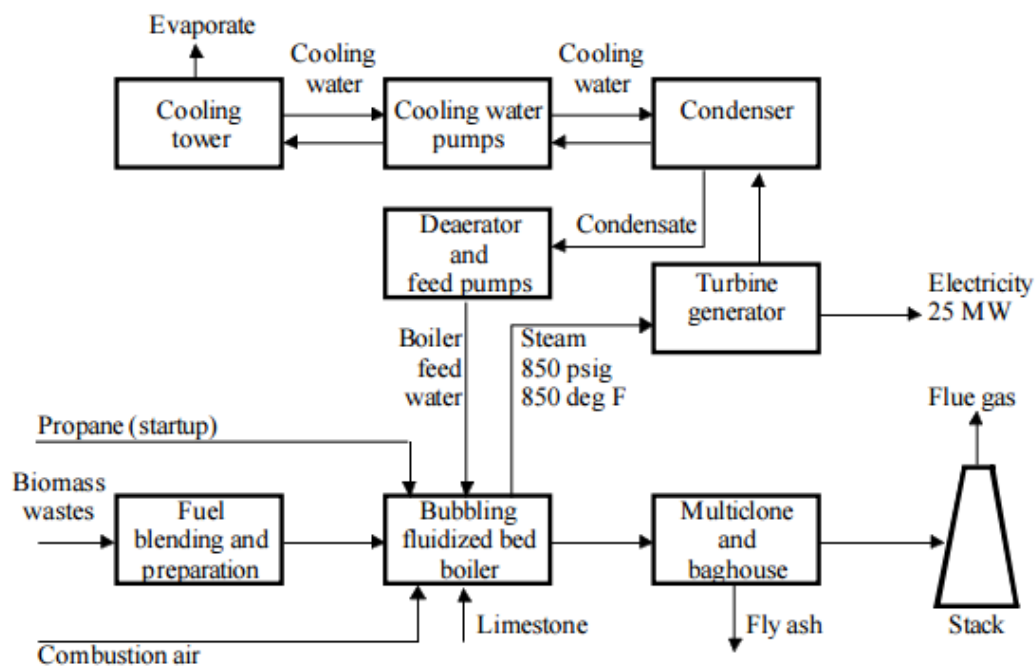 Evaporate
Cooling
water
Cooling
water
Cooling
tower
Cooling water
pumps
Condenser
Deaerator
and
feed pumps
Condensate
Turbine
generator
Electricity
25 MW
Boiler
feed
water
Steam
850 psig
850 deg F
Flue gas
Propane (startup)
Biomass
wastes
Fuel
blending and
preparation
Bubbling
fluidized bed
boiler
Multiclone
and
baghouse
Limestone
Fly ash
Stack
Combustion air